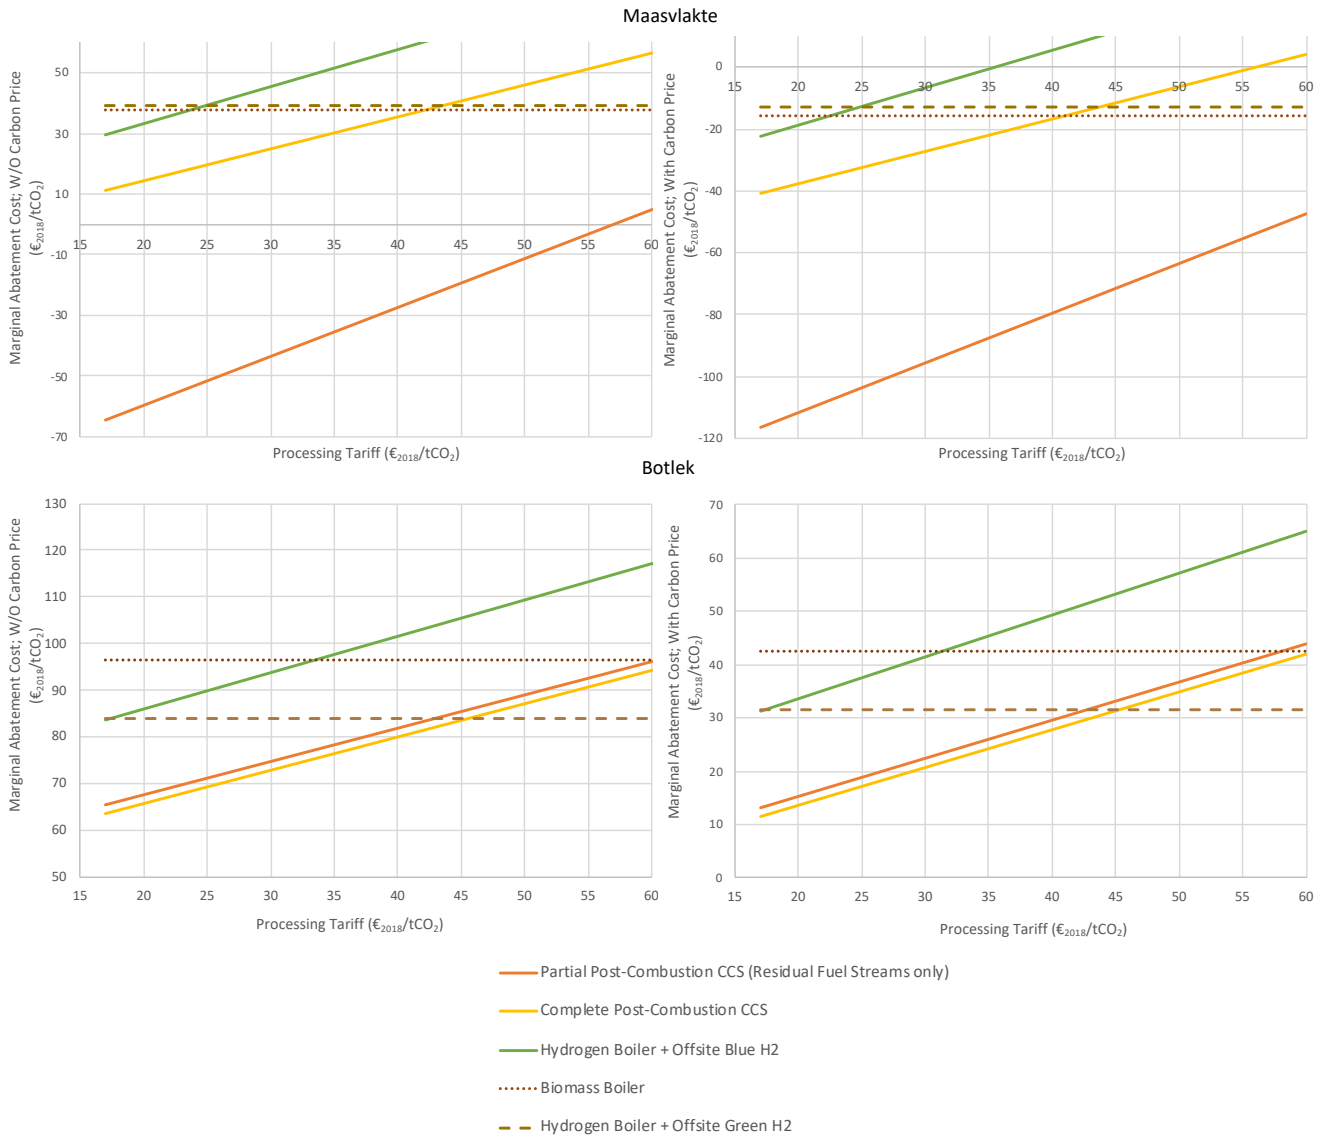 Maasvlakte
Marginal Abatement Cost; W/O Carbon Price
(€2018/tCO2)
50
30
10
-10
-30
-50
-70
15 20 25 30 35 40 45 50 55 60
Processing Tariff (€2018/tCO2)
Marginal Abatement Cost; With Carbon Price
(€2018/tCO2)
0
-20
-40
-60
-80
-100
-120
15 20 25 30 35 40 45 50 55 60
Processing Tariff (€2018/tCO2)
Botlek
Marginal Abatement Cost; W/O Carbon Price
(€2018/tCO2)
130
120
110
100
90
80
70
60
50
15 20 25 30 35 40 45 50 55 60
Processing Tariff (€2018/tCO2)
Marginal Abatement Cost; With Carbon Price
(€2018/tCO2)
70
60
50
40
30
20
10
0
15 20 25 30 35 40 45 50 55 60
Processing Tariff (€2018/tCO2)
Partial Post-Combustion CCS (Residual Fuel Streams only)
Complete Post-Combustion CCS
Hydrogen Boiler + Offsite Blue H2
Biomass Boiler
Hydrogen Boiler + Offsite Green H2